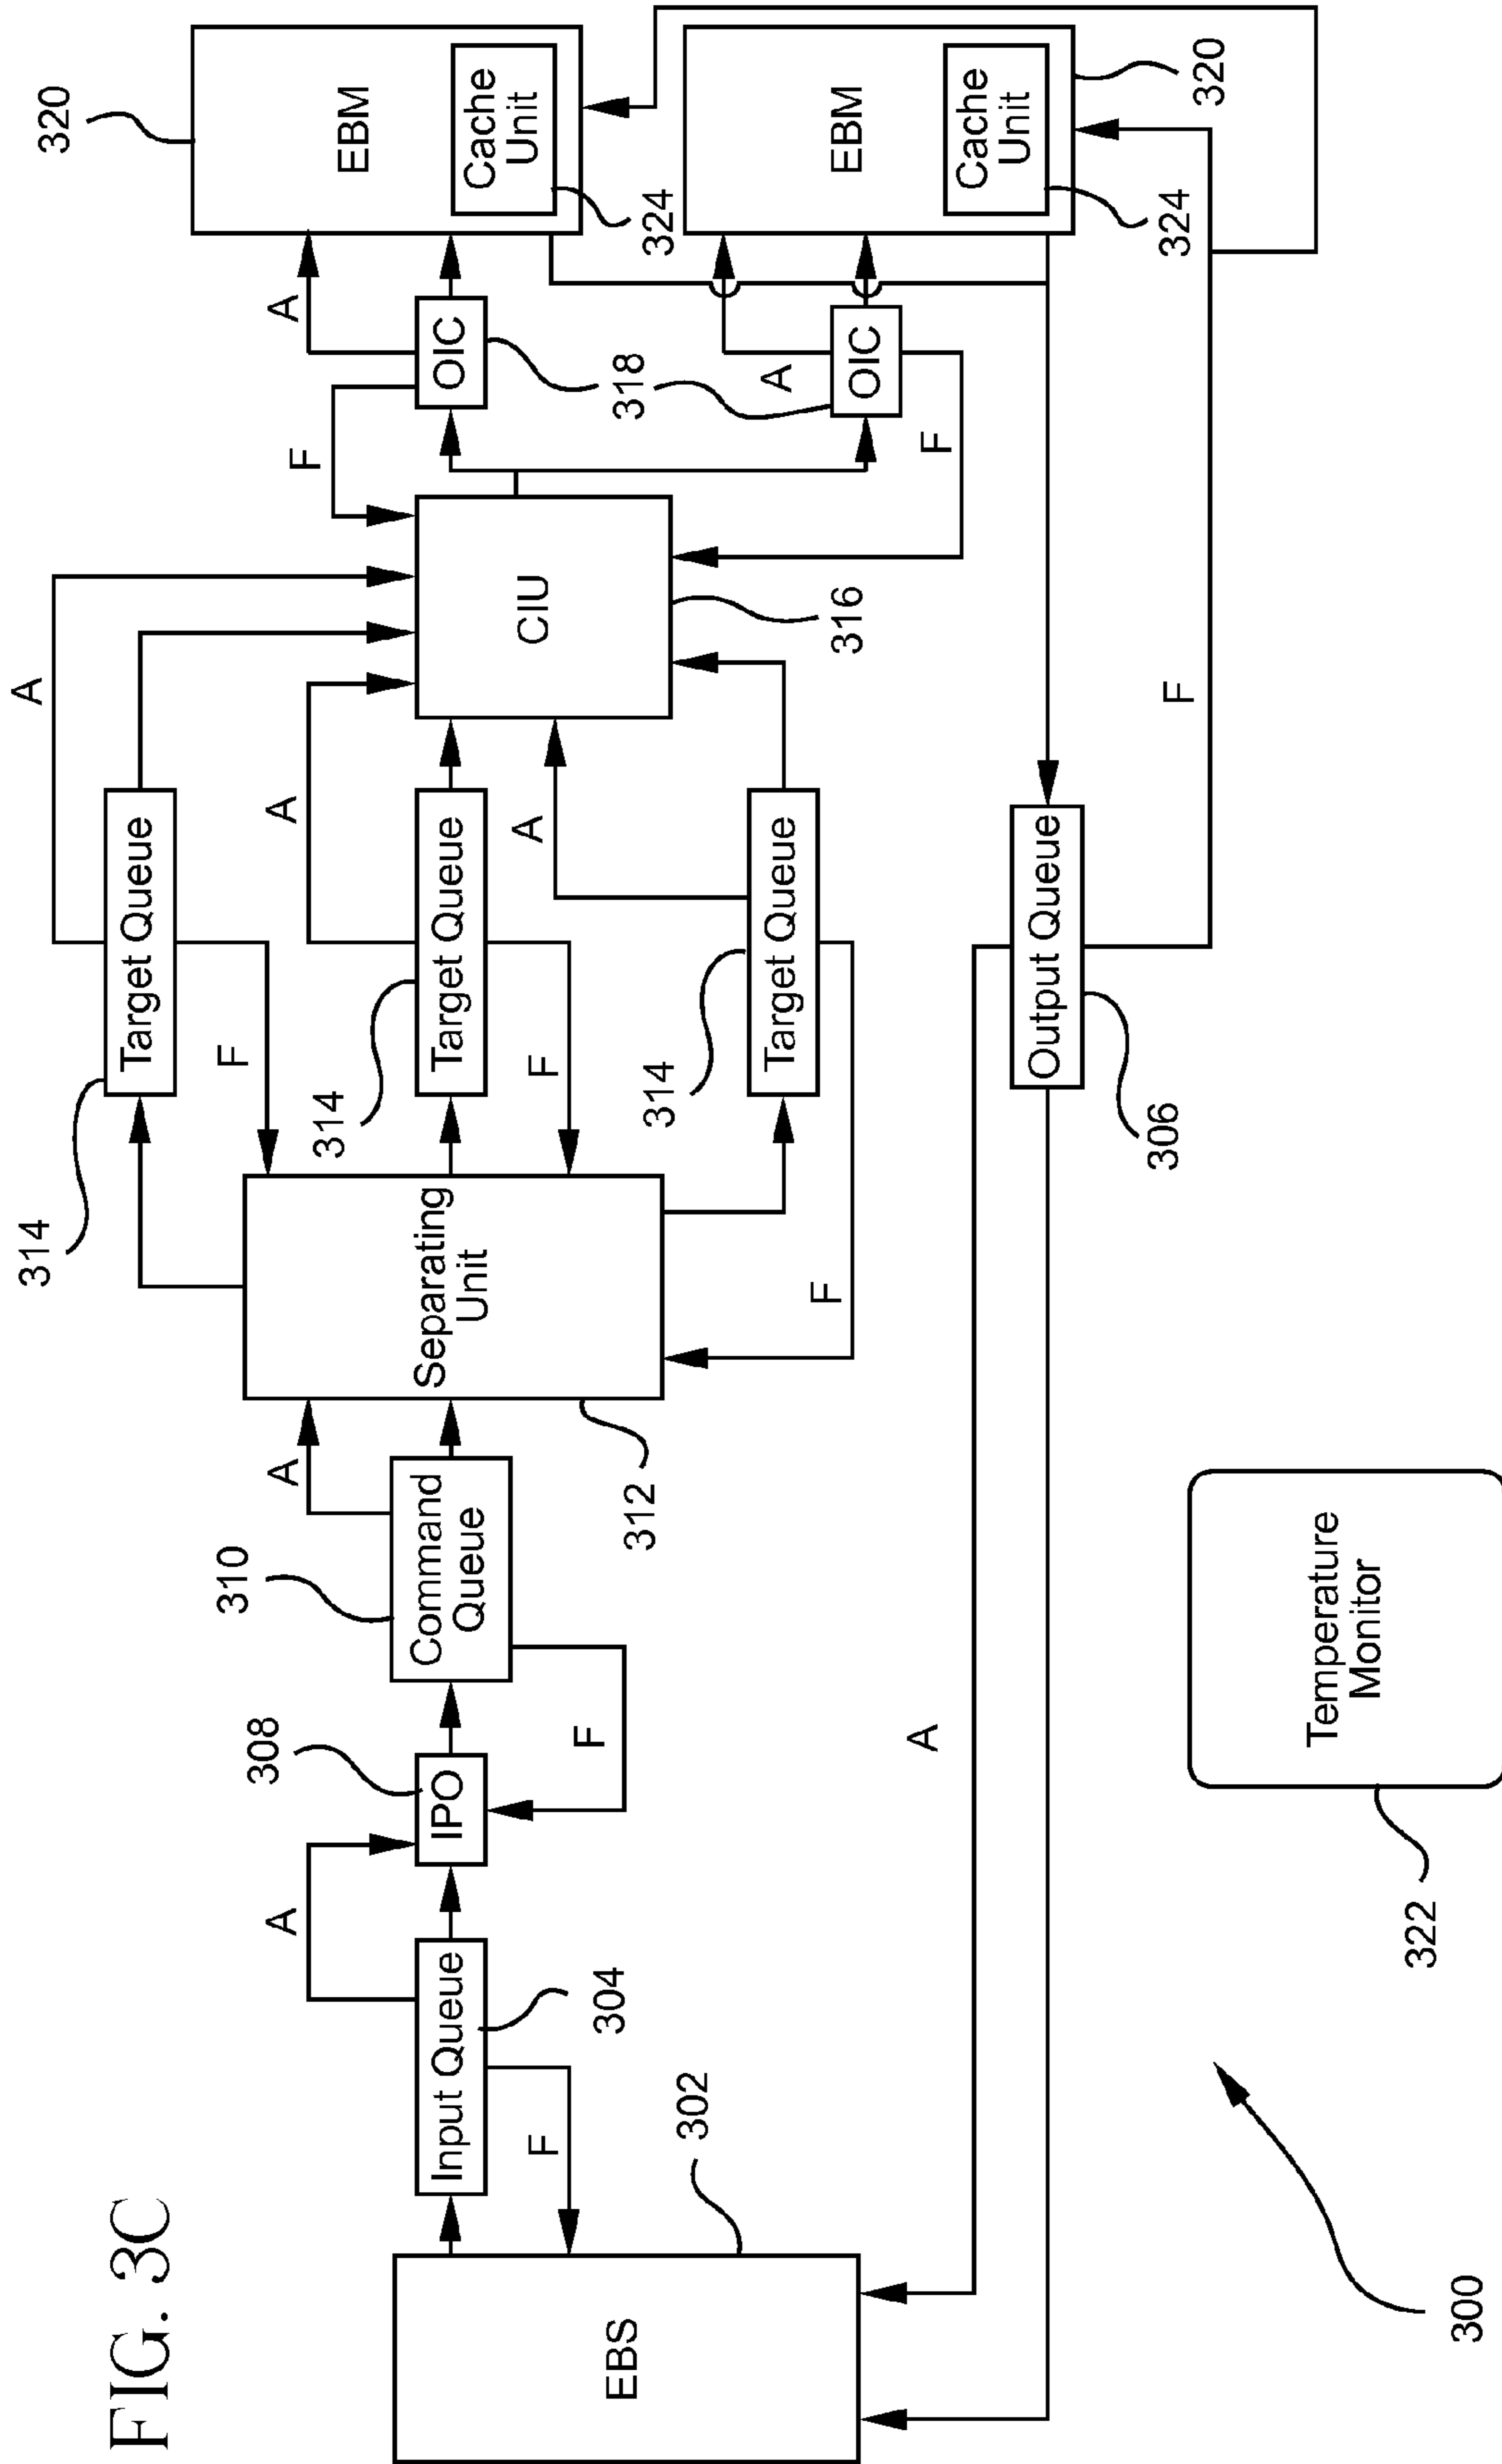 FIG. 3C
EBS
302
Input Queue
304
A
F
IPO
308
Command
Queue
310
F
A
Separating
Unit
312
Target Queue
314
A
F
Target Queue
314
A
F
Target Queue
314
A
F
CIU
316
F
F
OIC
318
OIC
A
A
EBM
320
Cache
Unit
324
EBM
320
Cache
Unit
324
Output Queue
306
A
F
Temperature
Monitor
322
300